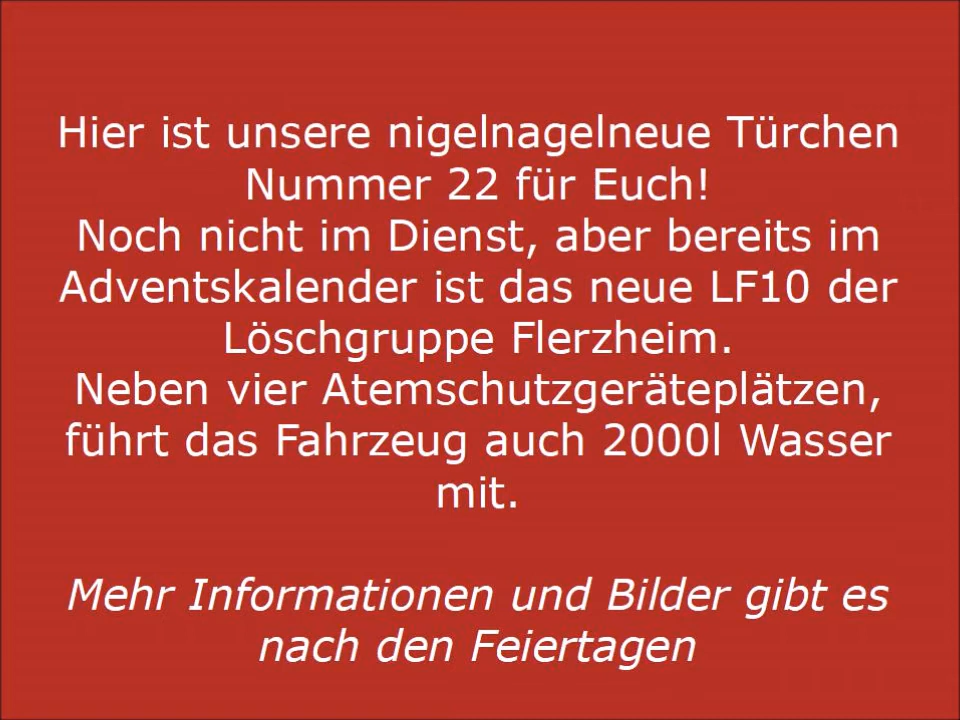 Hier ist unsere nigelnagelneue Türchen
Nummer 22 für Euch!
Noch nicht im Dienst, aber bereits im
Adventskalender ist das neue LF10 der
Löschgruppe Flerzheim.
Neben vier Atemschutzgeräteplätzen,
führt das Fahrzeug auch 2000l Wasser
mit.
Mehr Informationen und Bilder gibt es
nach den Feiertagen